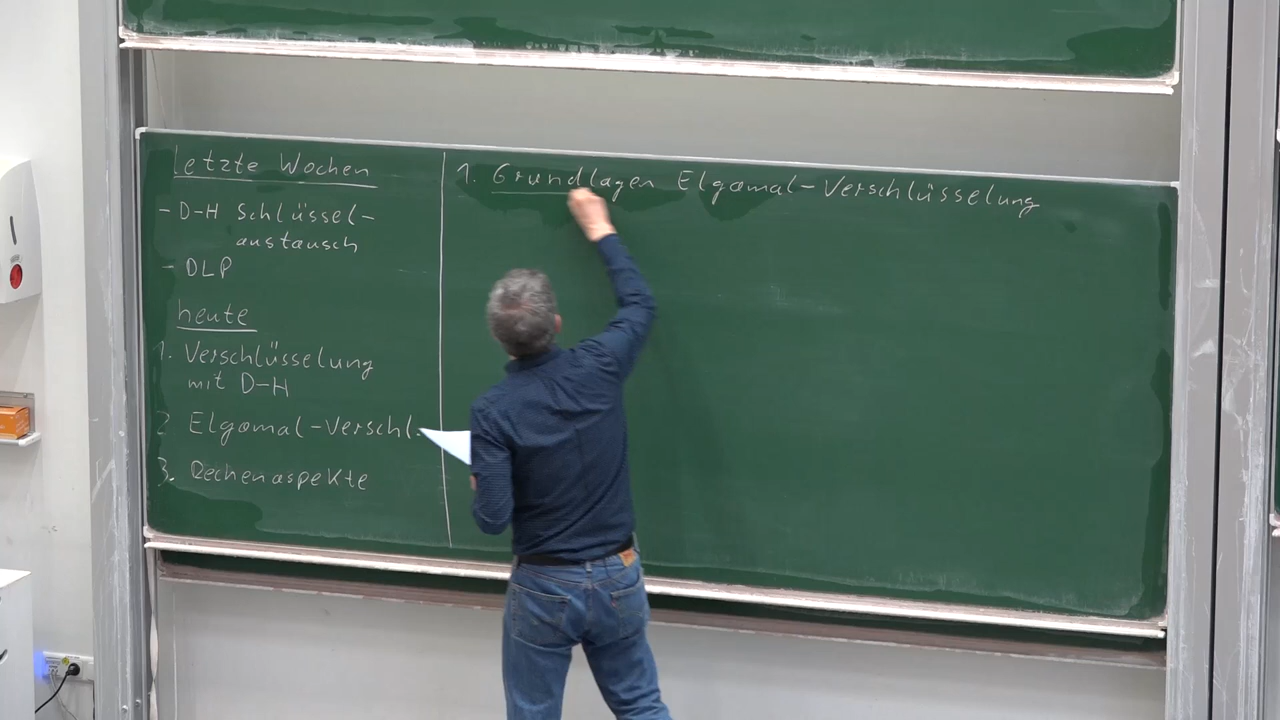 letzte Wochen
- D-H Schlüssel-
austausch
- DLP
heute
1. Verschlüsselung
mit D-H
2 Elgamal-Verschl.
3. Rechenaspekte
1. Grundlagen Elgamal-Verschlüsselung